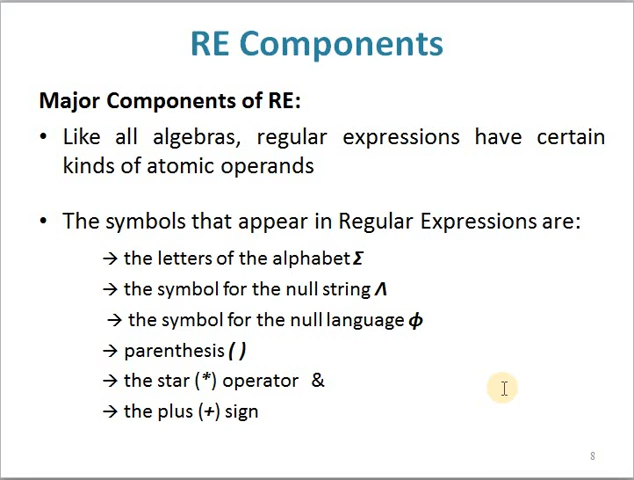 RE Components
Major Components of RE:
• Like all algebras, regular expressions have certain
kinds of atomic operands
• The symbols that appear in Regular Expressions are:
→ the letters of the alphabet Σ
→ the symbol for the null string Λ
→ the symbol for the null language ϕ
→ parenthesis ( )
→ the star (*) operator &
→ the plus (+) sign
8